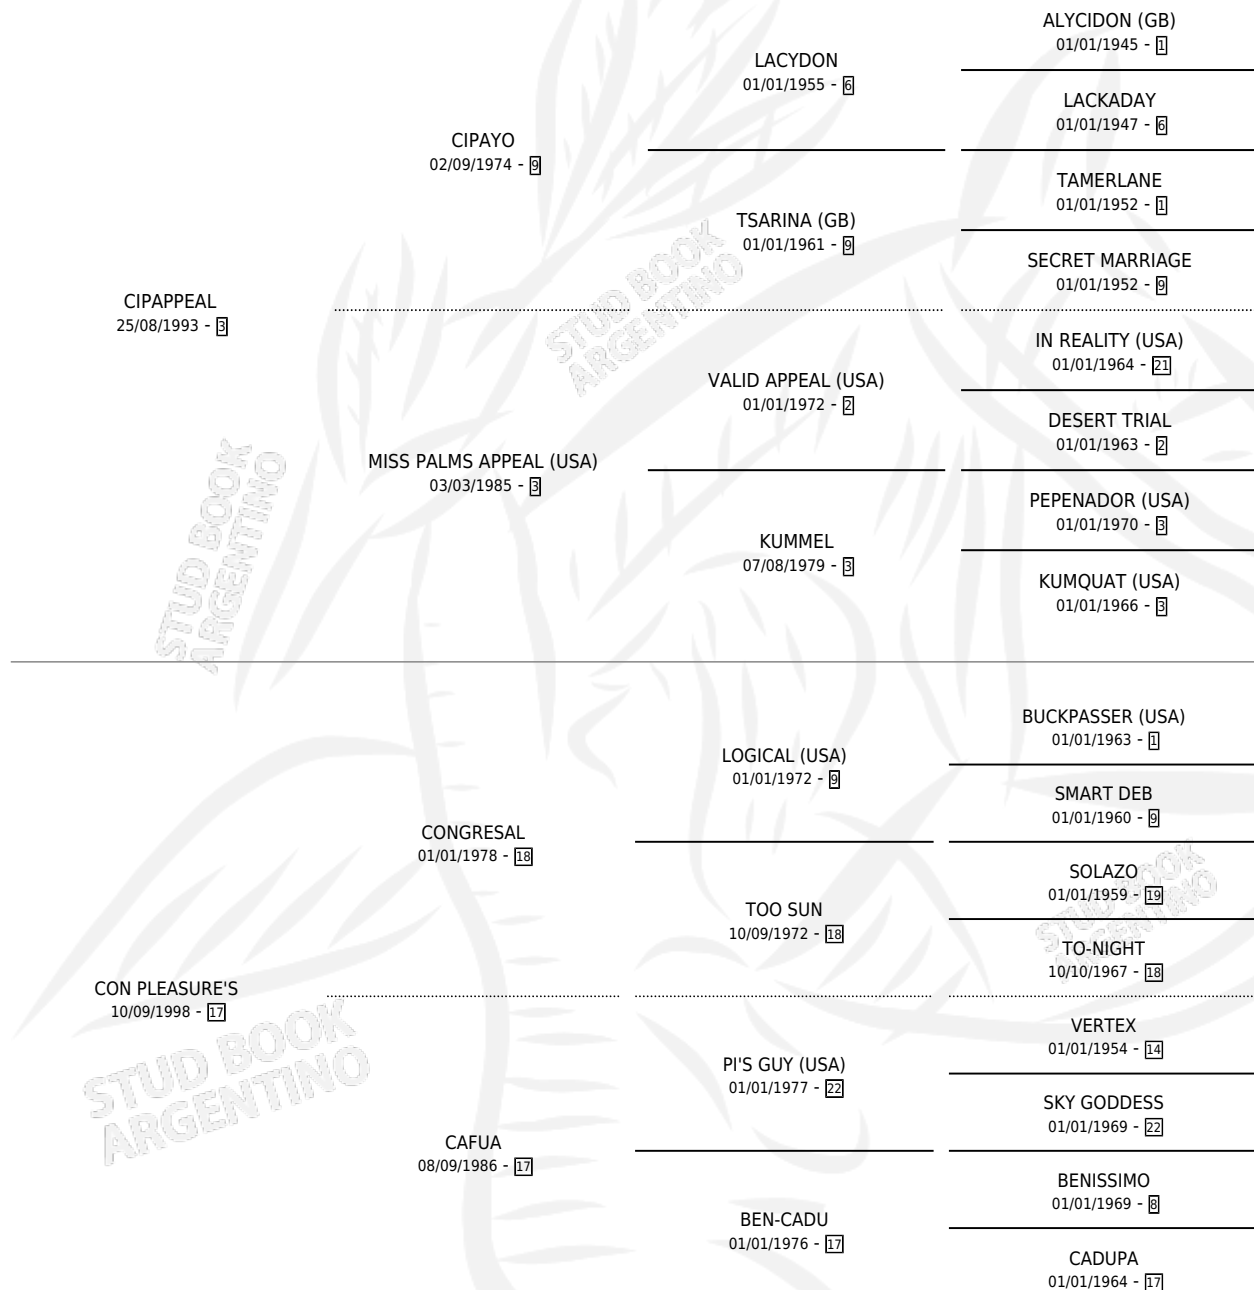 ALYCIDON (GB)
01/01/1945 - 1
LACYDON
01/01/1955 - 6
LACKADAY
01/01/1947 - 6
CIPAYO
02/09/1974 - 9
TAMERLANE
01/01/1952 - 1
TSARINA (GB)
01/01/1961 - 9
SECRET MARRIAGE
01/01/1952 - 9
CIPAPPEAL
25/08/1993 - 3
IN REALITY (USA)
01/01/1964 - 21
VALID APPEAL (USA)
01/01/1972 - 2
DESERT TRIAL
01/01/1963 - 2
MISS PALMS APPEAL (USA)
03/03/1985 - 3
PEPENADOR (USA)
01/01/1970 - 3
KUMMEL
07/08/1979 - 3
KUMQUAT (USA)
01/01/1966 - 3
BUCKPASSER (USA)
01/01/1963 - 1
LOGICAL (USA)
01/01/1972 - 9
SMART DEB
01/01/1960 - 9
CONGRESAL
01/01/1978 - 18
SOLAZO
01/01/1959 - 19
TOO SUN
10/09/1972 - 18
TO-NIGHT
10/10/1967 - 18
CON PLEASURE'S
10/09/1998 - 17
VERTEX
01/01/1954 - 14
PI'S GUY (USA)
01/01/1977 - 22
SKY GODDESS
01/01/1969 - 22
CAFUA
08/09/1986 - 17
BENISSIMO
01/01/1969 - 8
BEN-CADU
01/01/1976 - 17
CADUPA
01/01/1964 - 17
STUD BOOK
ARGENTINO
STUD BOOK
ARGENTINO
STUD BOOK
ARGENTINO
STUD BOOK
ARGENTINO